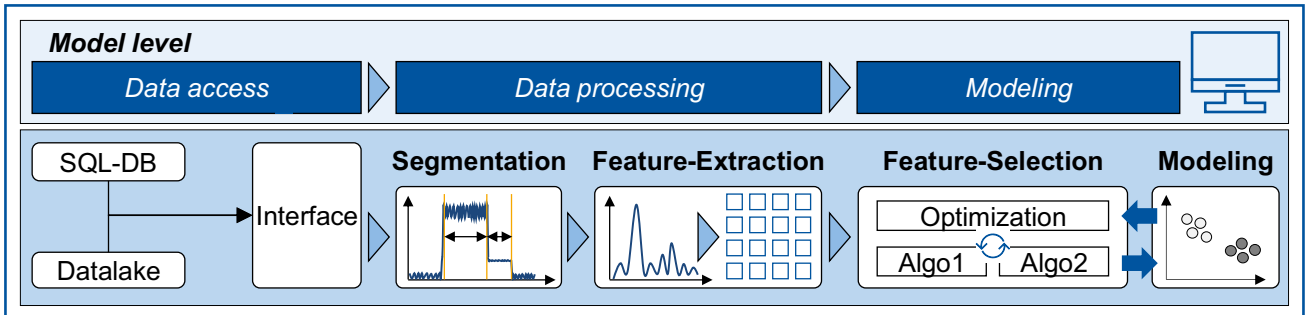 Model level
Data access
Data processing
Modeling
SQL-DB
Datalake
Interface
Segmentation
Feature-Extraction
Feature-Selection
Optimization
Algo1
Algo2
Modeling